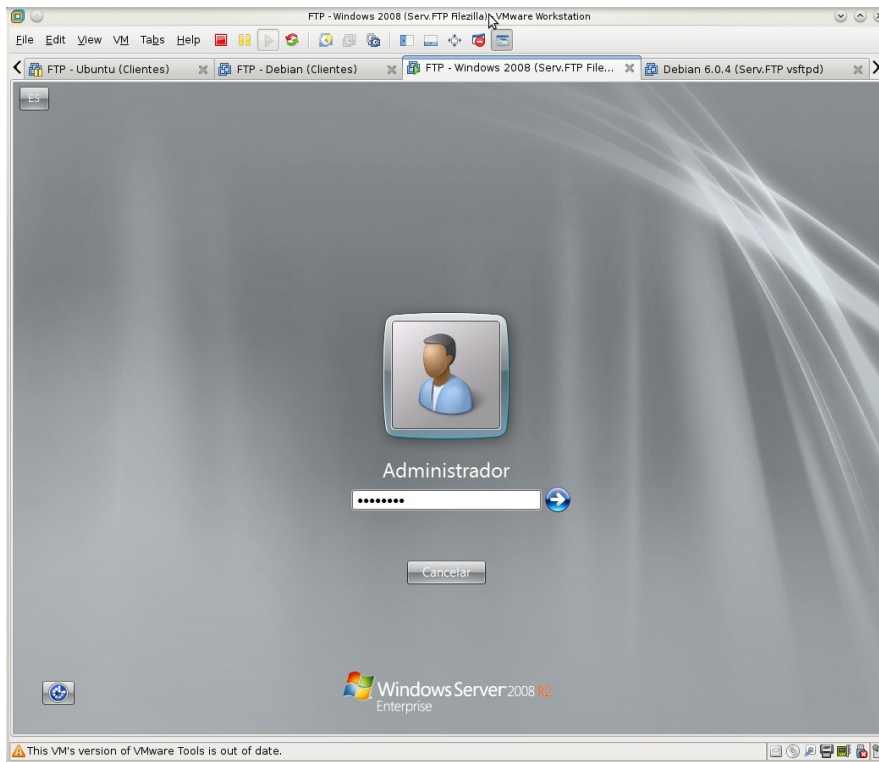 FTP - Windows 2008 (Serv.FTP Filezilla) - VMware Workstation
File Edit View VM Tabs Help
FTP - Ubuntu (Clientes)
FTP - Debian (Clientes)
FTP - Windows 2008 (Serv.FTP File...
Debian 6.0.4 (Serv.FTP vsftpd)
ES
Administrador
Cancelar
Windows Server 2008 R2
Enterprise
This VM's version of VMware Tools is out of date.